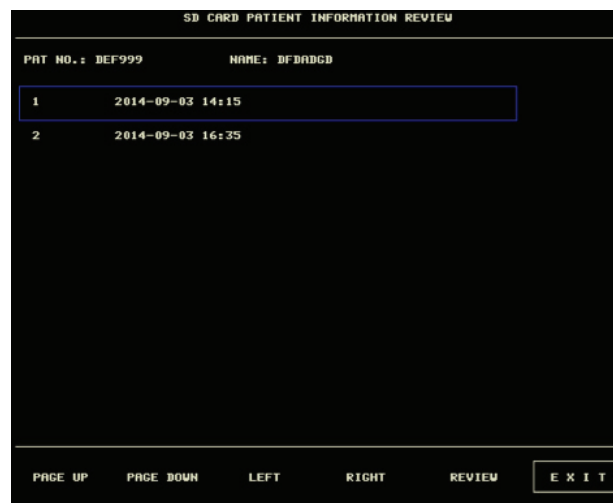 SD CARD PATIENT INFORMATION REVIEW
PAT NO.: DEF999 NAME: DFDADGD
1 2014-09-03 14:15
2 2014-09-03 16:35
PAGE UP PAGE DOWN LEFT RIGHT REVIEW E X I T